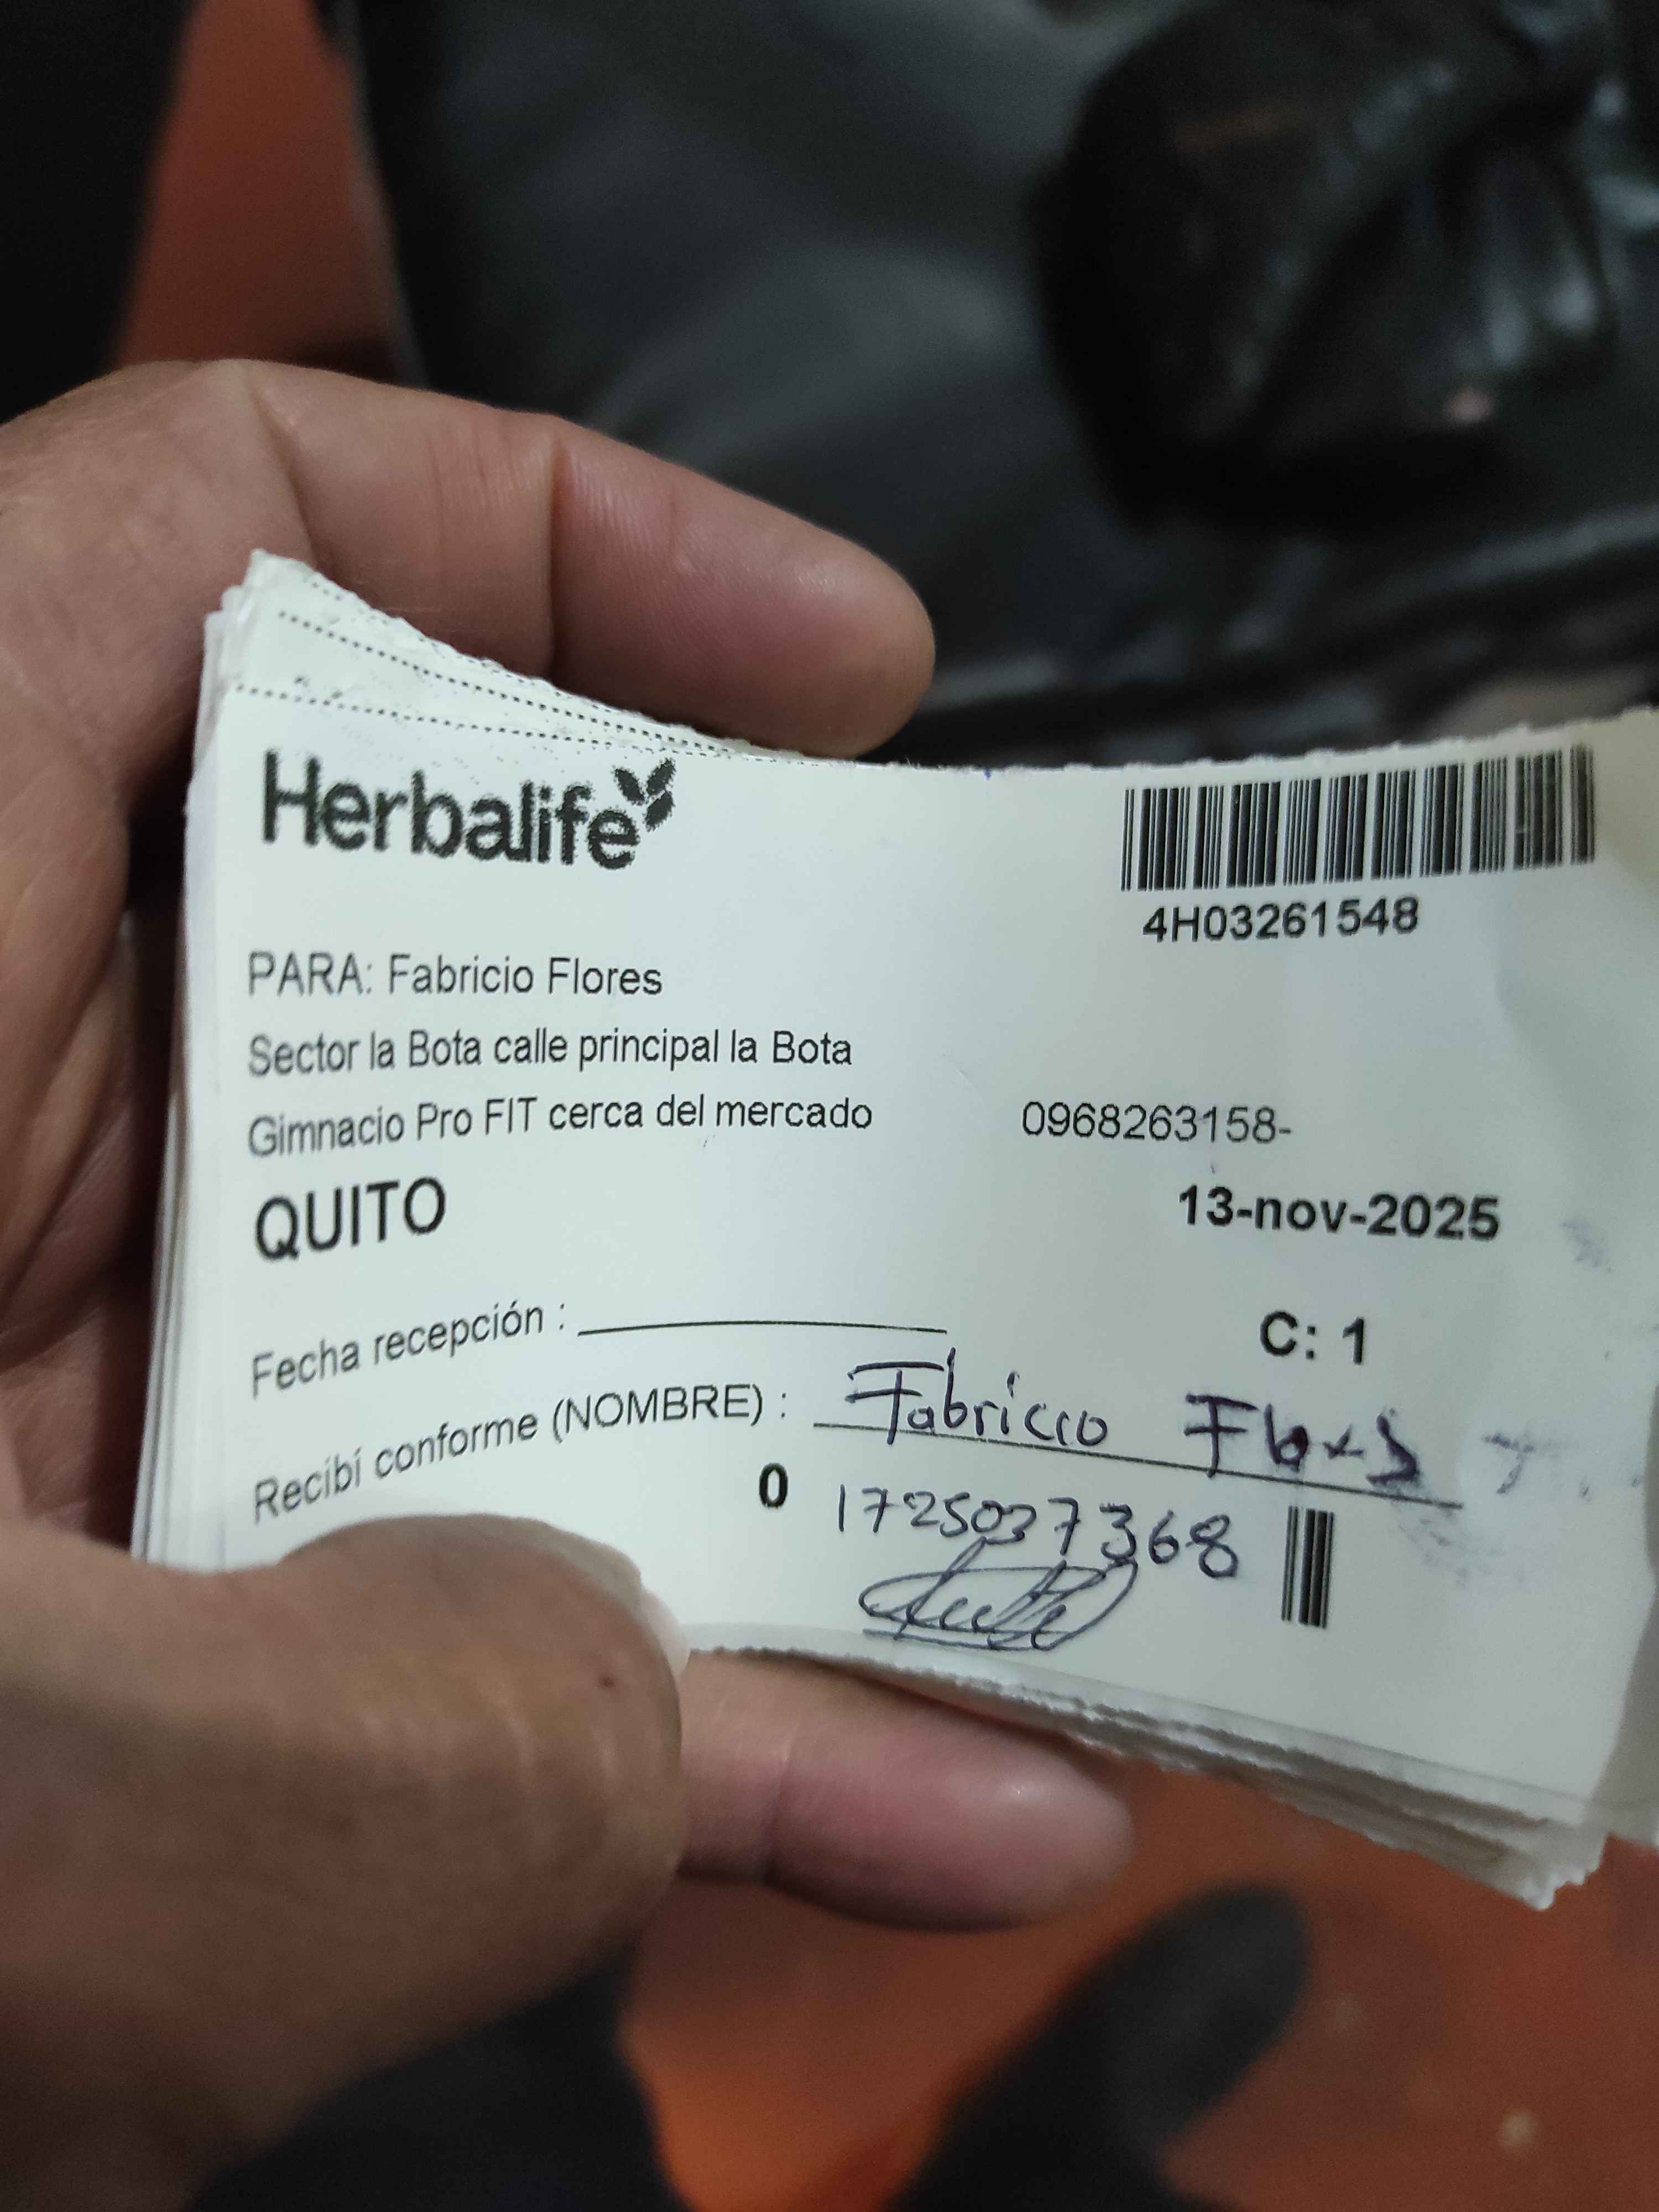 Herbalife
4H03261548
PARA: Fabricio Flores
Sector la Bota calle principal la Bota
Gimnacio Pro FIT cerca del mercado 0968263158-
QUITO
13-nov-2025
Fecha recepción :
C: 1
Recibí conforme (NOMBRE) : Fabricio Flores
0 1725037368